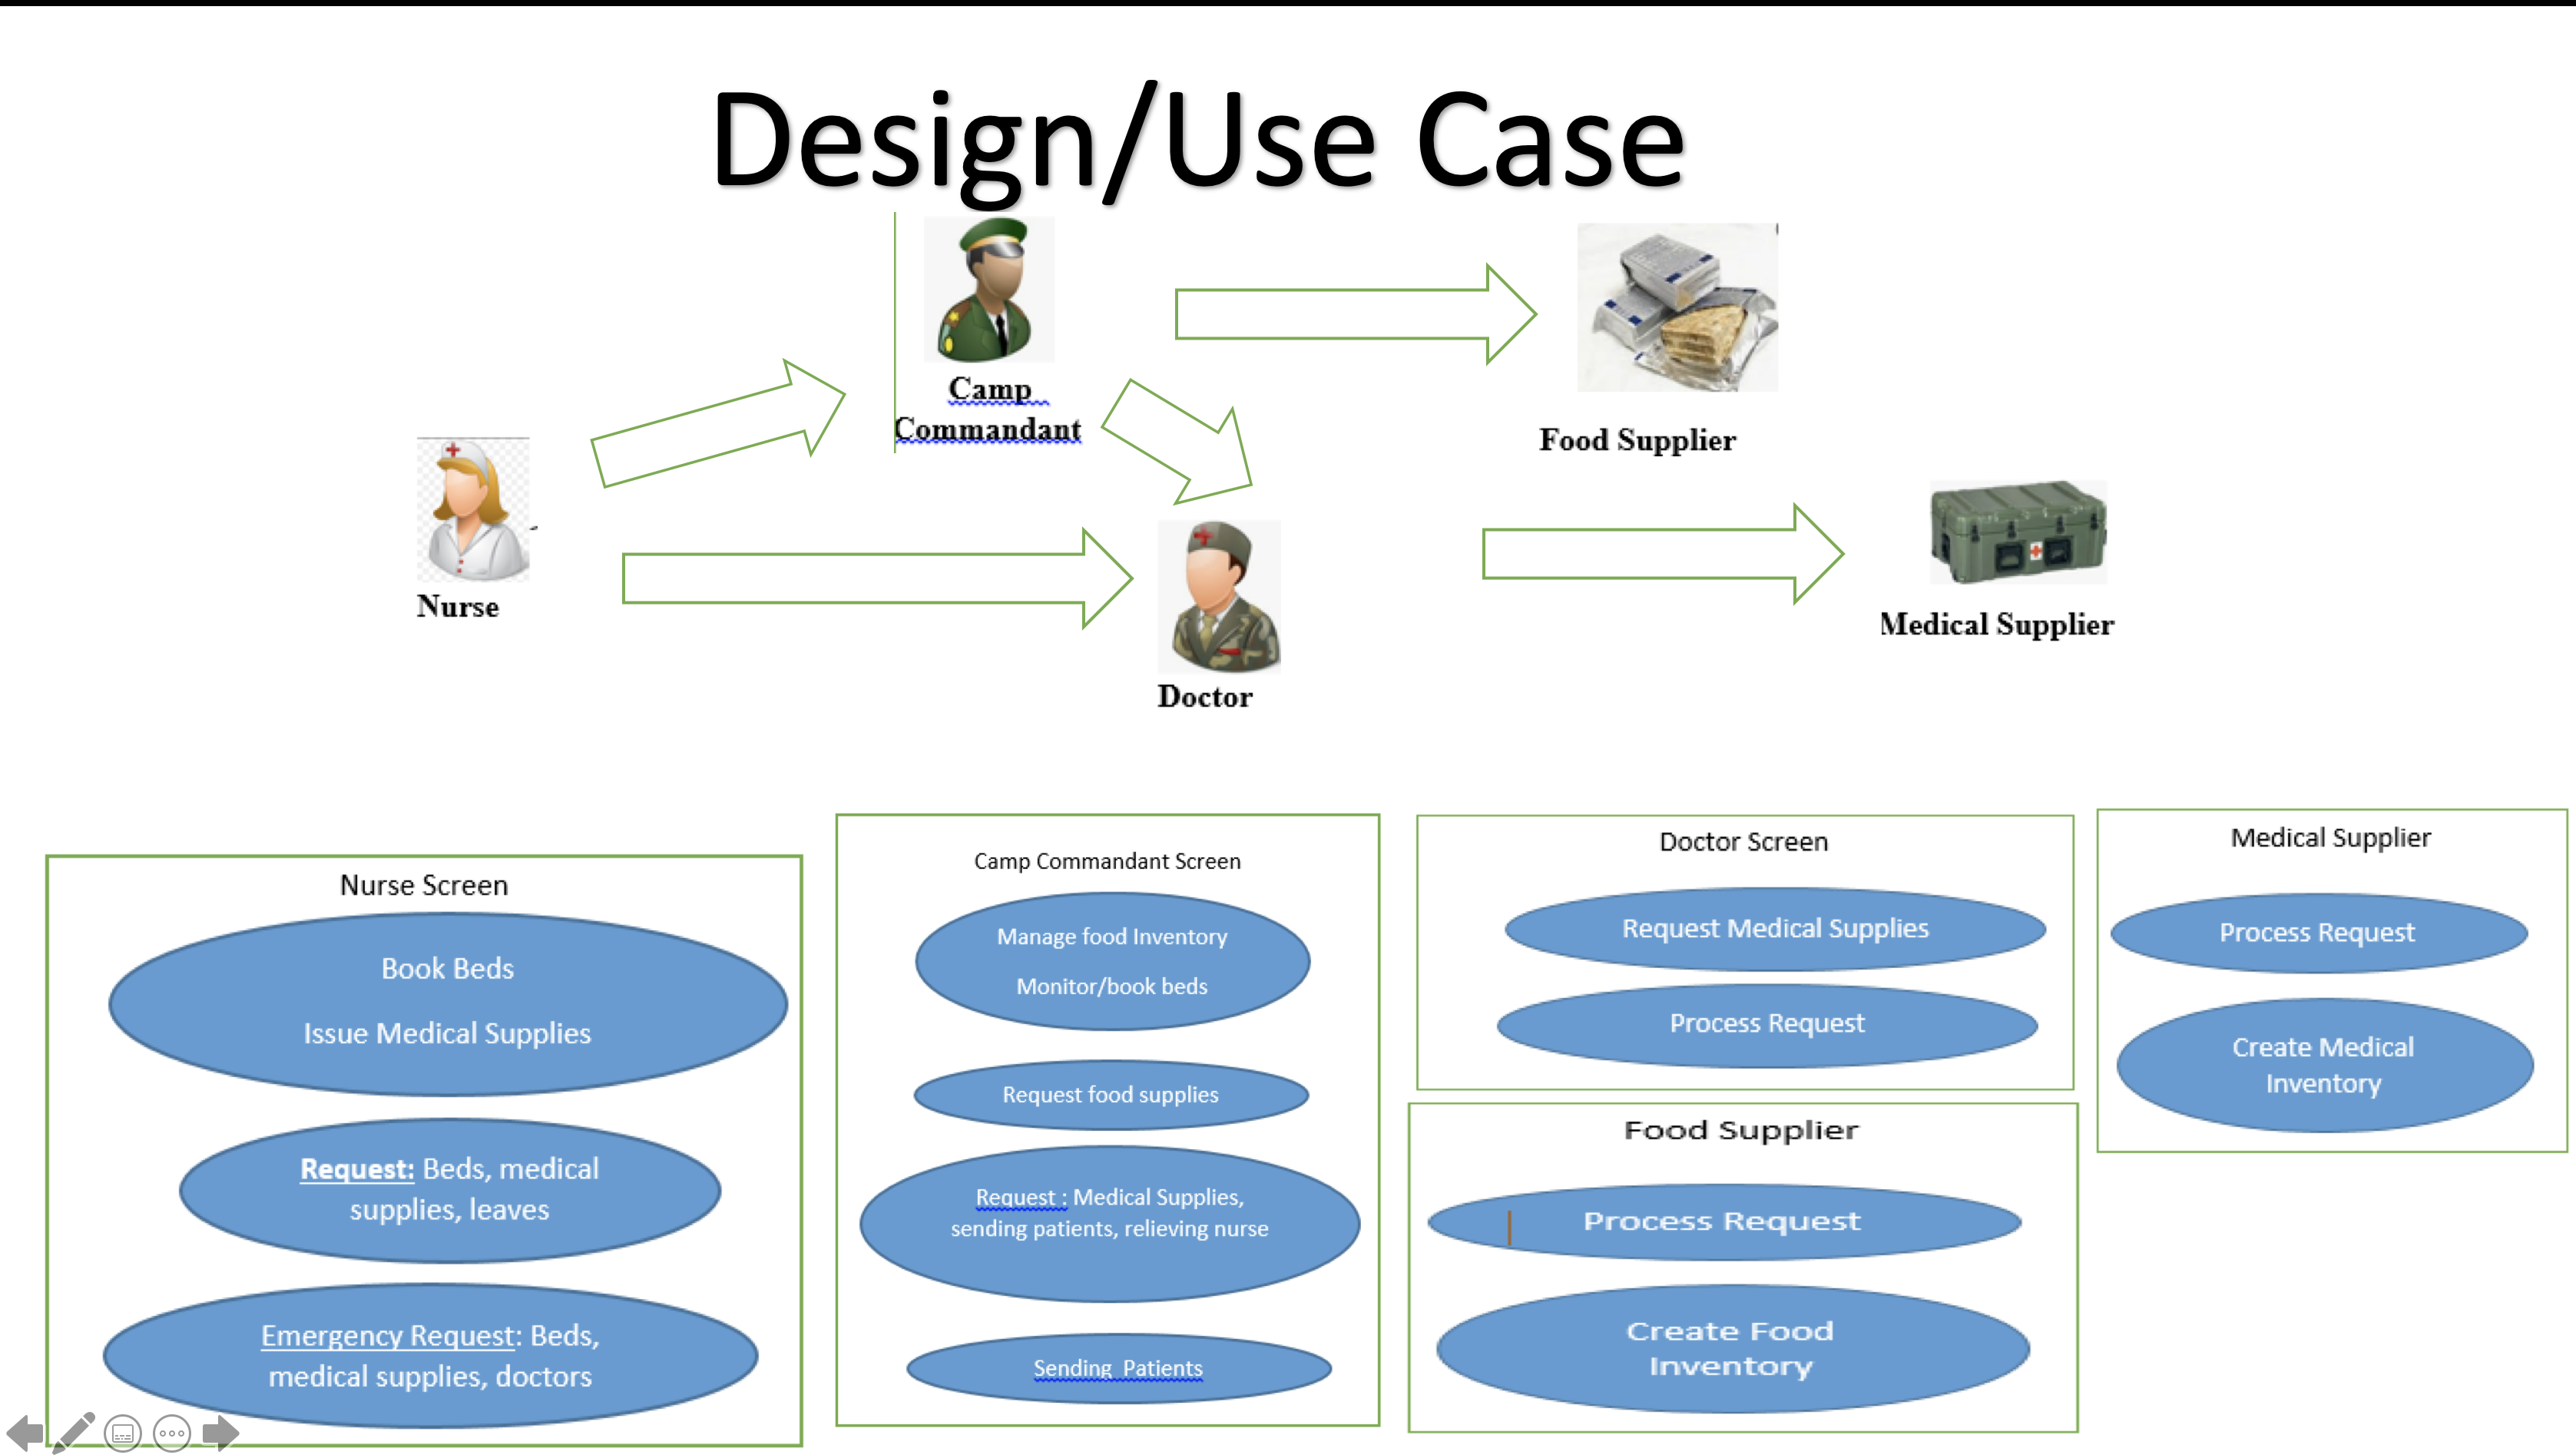 Design/Use Case
Camp
Commandant
Food Supplier
Nurse
Medical Supplier
Doctor
Nurse Screen
Book Beds
Issue Medical Supplies
Request: Beds, medical
supplies, leaves
Emergency Request: Beds,
medical supplies, doctors
Camp Commandant Screen
Manage food Inventory
Monitor/book beds
Request food supplies
Request : Medical Supplies,
sending patients, relieving nurse
Sending  Patients
Doctor Screen
Request Medical Supplies
Process Request
Food Supplier
Process Request
Create Food
Inventory
Medical Supplier
Process Request
Create Medical
Inventory